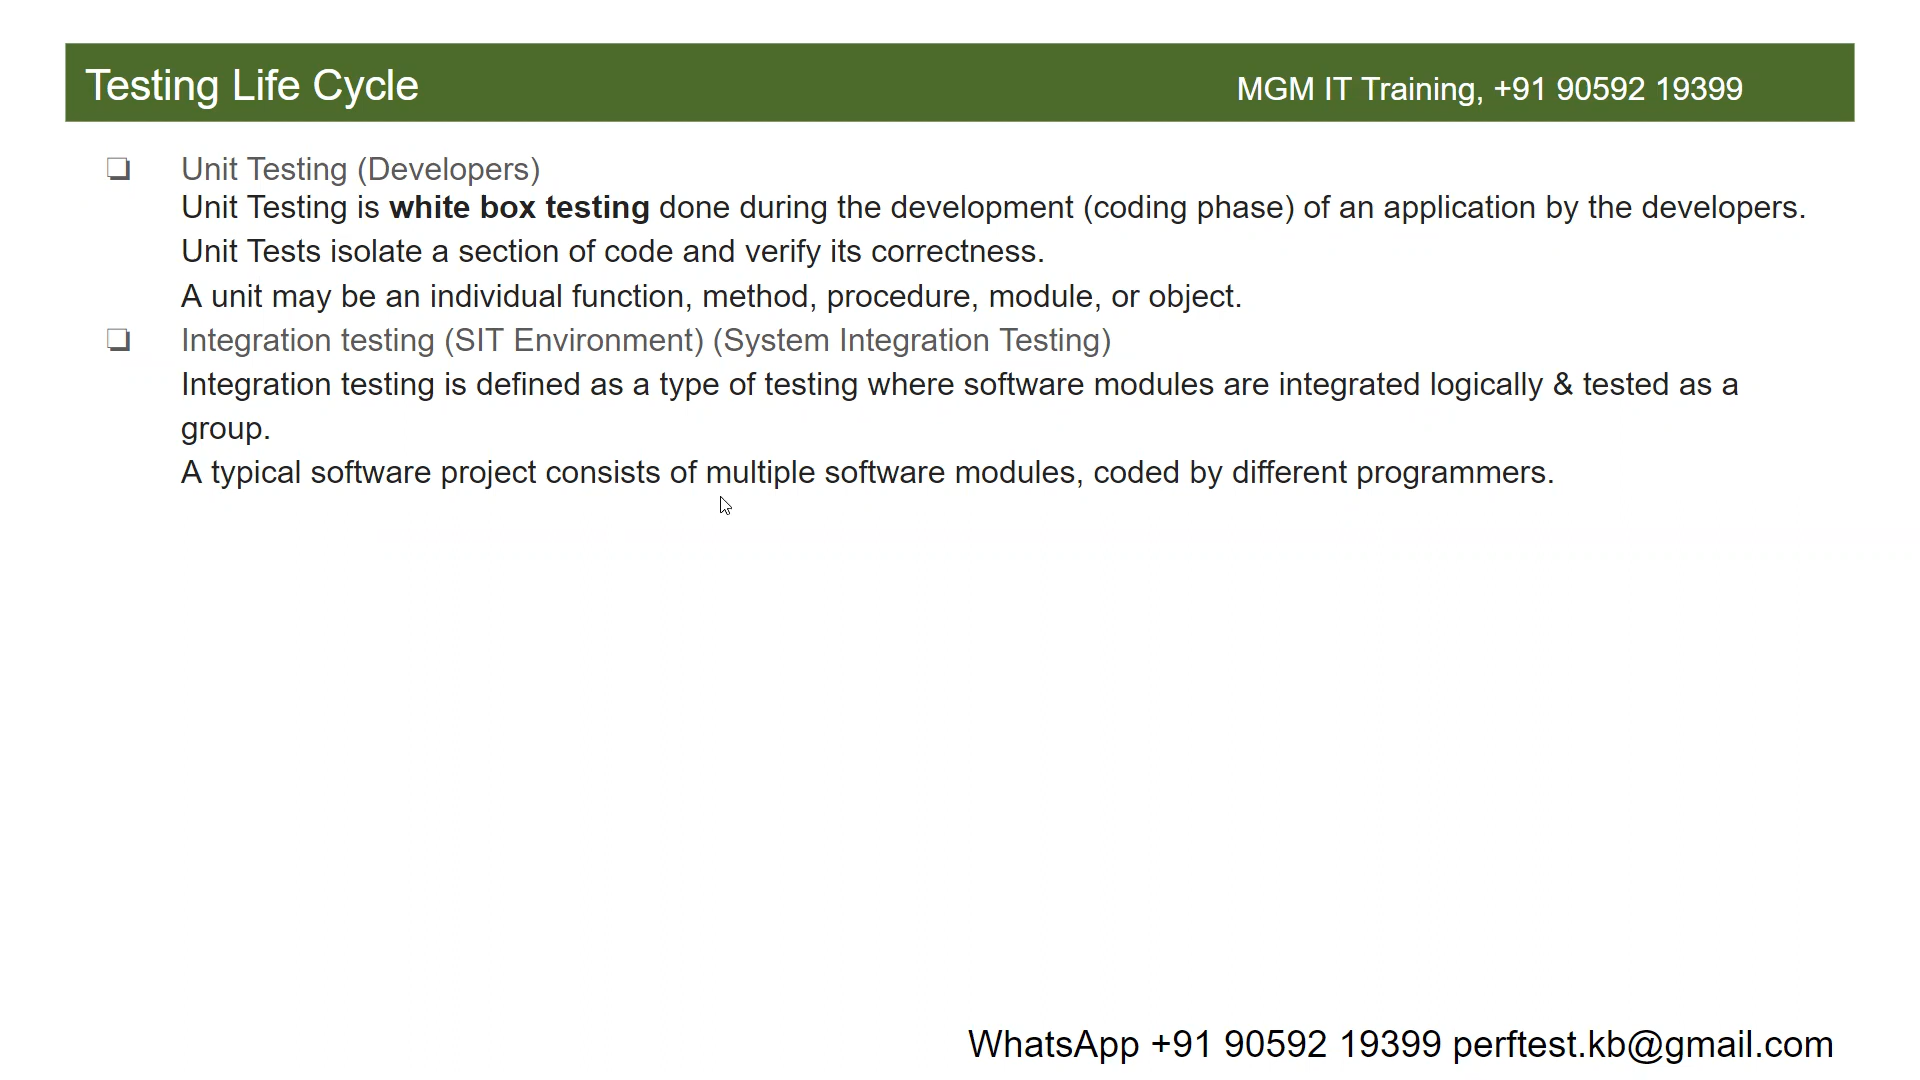 Testing Life Cycle
MGM IT Training, +91 90592 19399
❏ Unit Testing (Developers)
Unit Testing is white box testing done during the development (coding phase) of an application by the developers.
Unit Tests isolate a section of code and verify its correctness.
A unit may be an individual function, method, procedure, module, or object.
❏ Integration testing (SIT Environment) (System Integration Testing)
Integration testing is defined as a type of testing where software modules are integrated logically & tested as a
group.
A typical software project consists of multiple software modules, coded by different programmers.
WhatsApp +91 90592 19399 perftest.kb@gmail.com